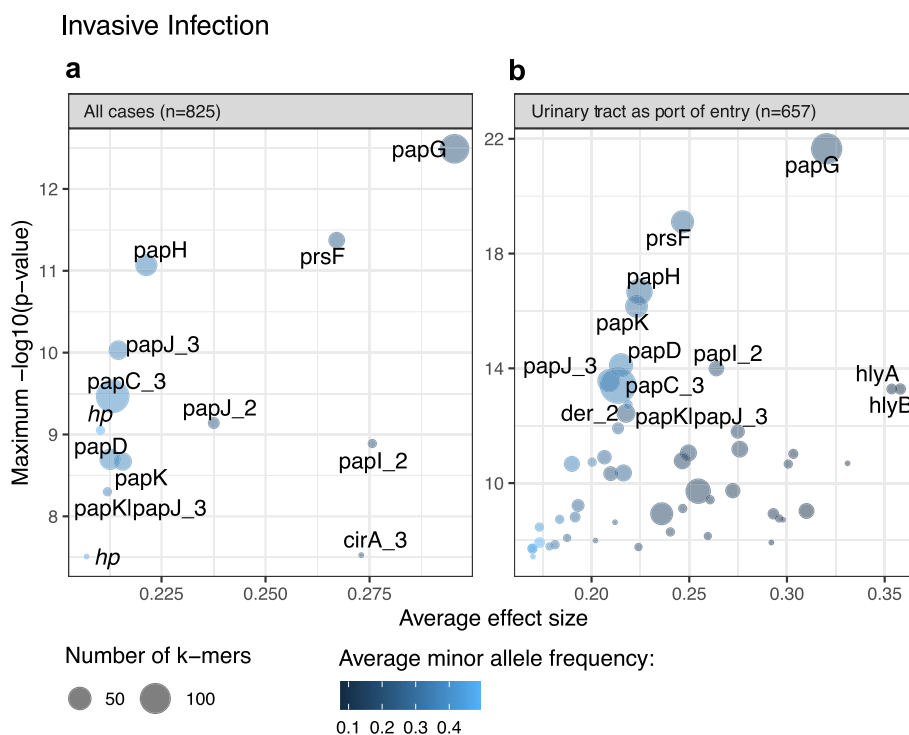 Invasive Infection
a
All cases (n=825)
Maximum −log10(p−value)
12
11
10
9
8
papG
prsF
papH
papJ_3
papC_3
hp
papJ_2
papD
papI_2
papK
papK|papJ_3
cirA_3
hp
0.225
0.250
0.275
b
Urinary tract as port of entry (n=657)
22
18
14
10
papG
prsF
papH
papK
papD
papI_2
papJ_3
papC_3
hlyA
hlyB
der_2
papK|papJ_3
0.20
0.25
0.30
0.35
Average effect size
Number of k−mers
50
100
Average minor allele frequency:
0.1 0.2 0.3 0.4